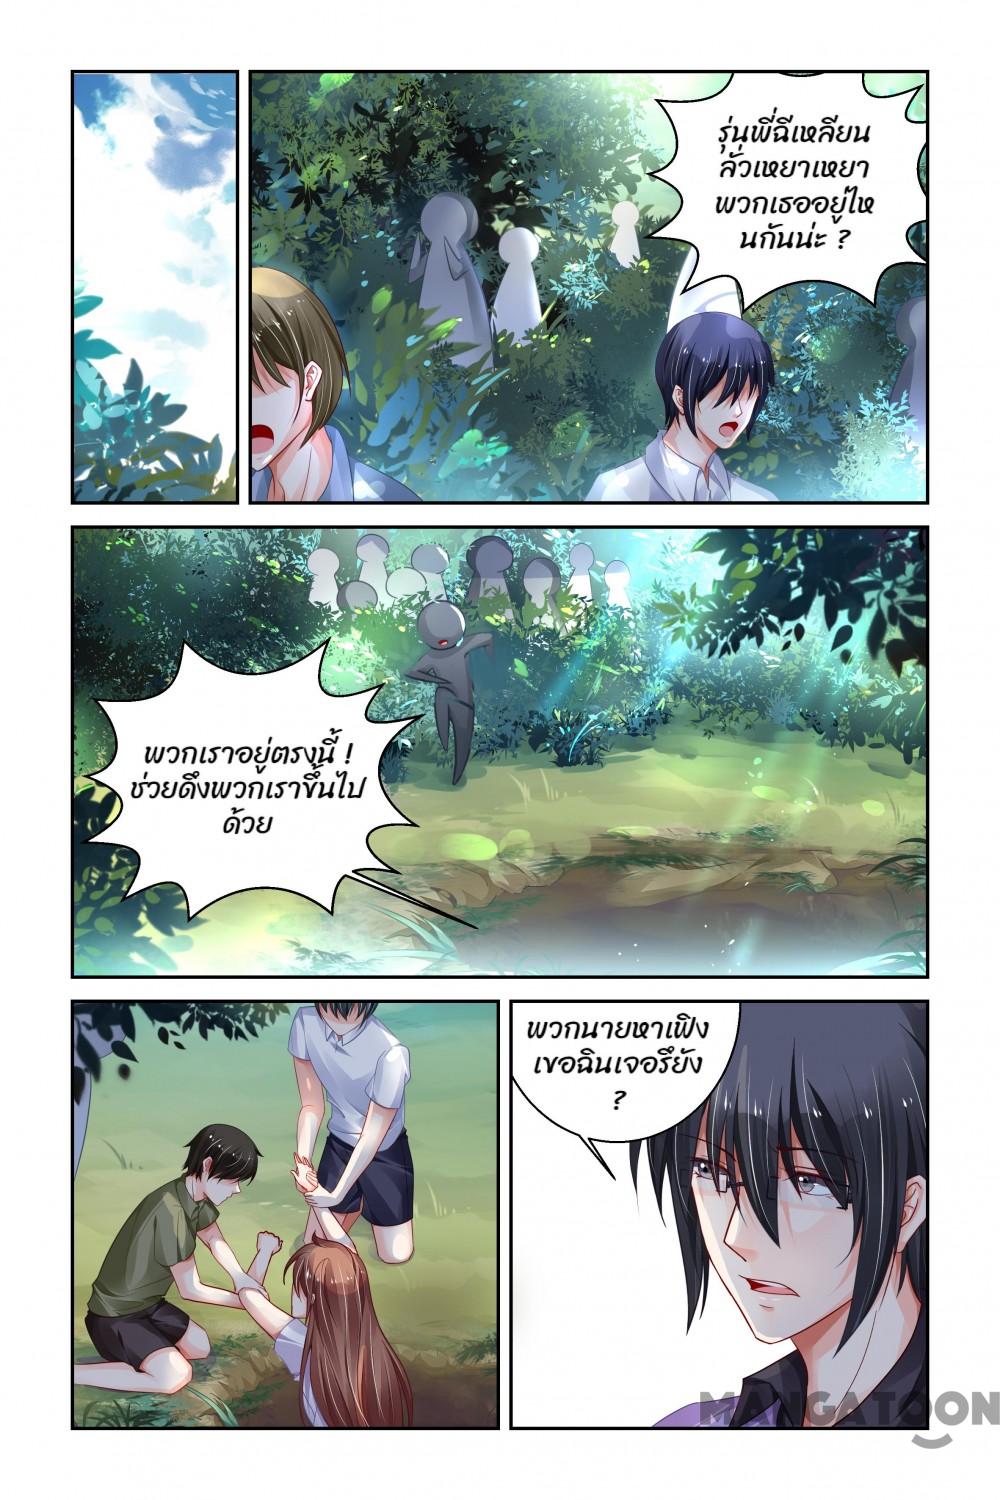 รุ่นพี่ฉีเหลียน
ลั่วเหยาเหยา
พวกเธออยู่ไห
นกันน่ะ ?
พวกเราอยู่ตรงนี้ !
ช่วยดึงพวกเราขึ้นไป
ด้วย
พวกนายหาเฟิง
เขอฉินเจอรึยัง
?
MANGATOON